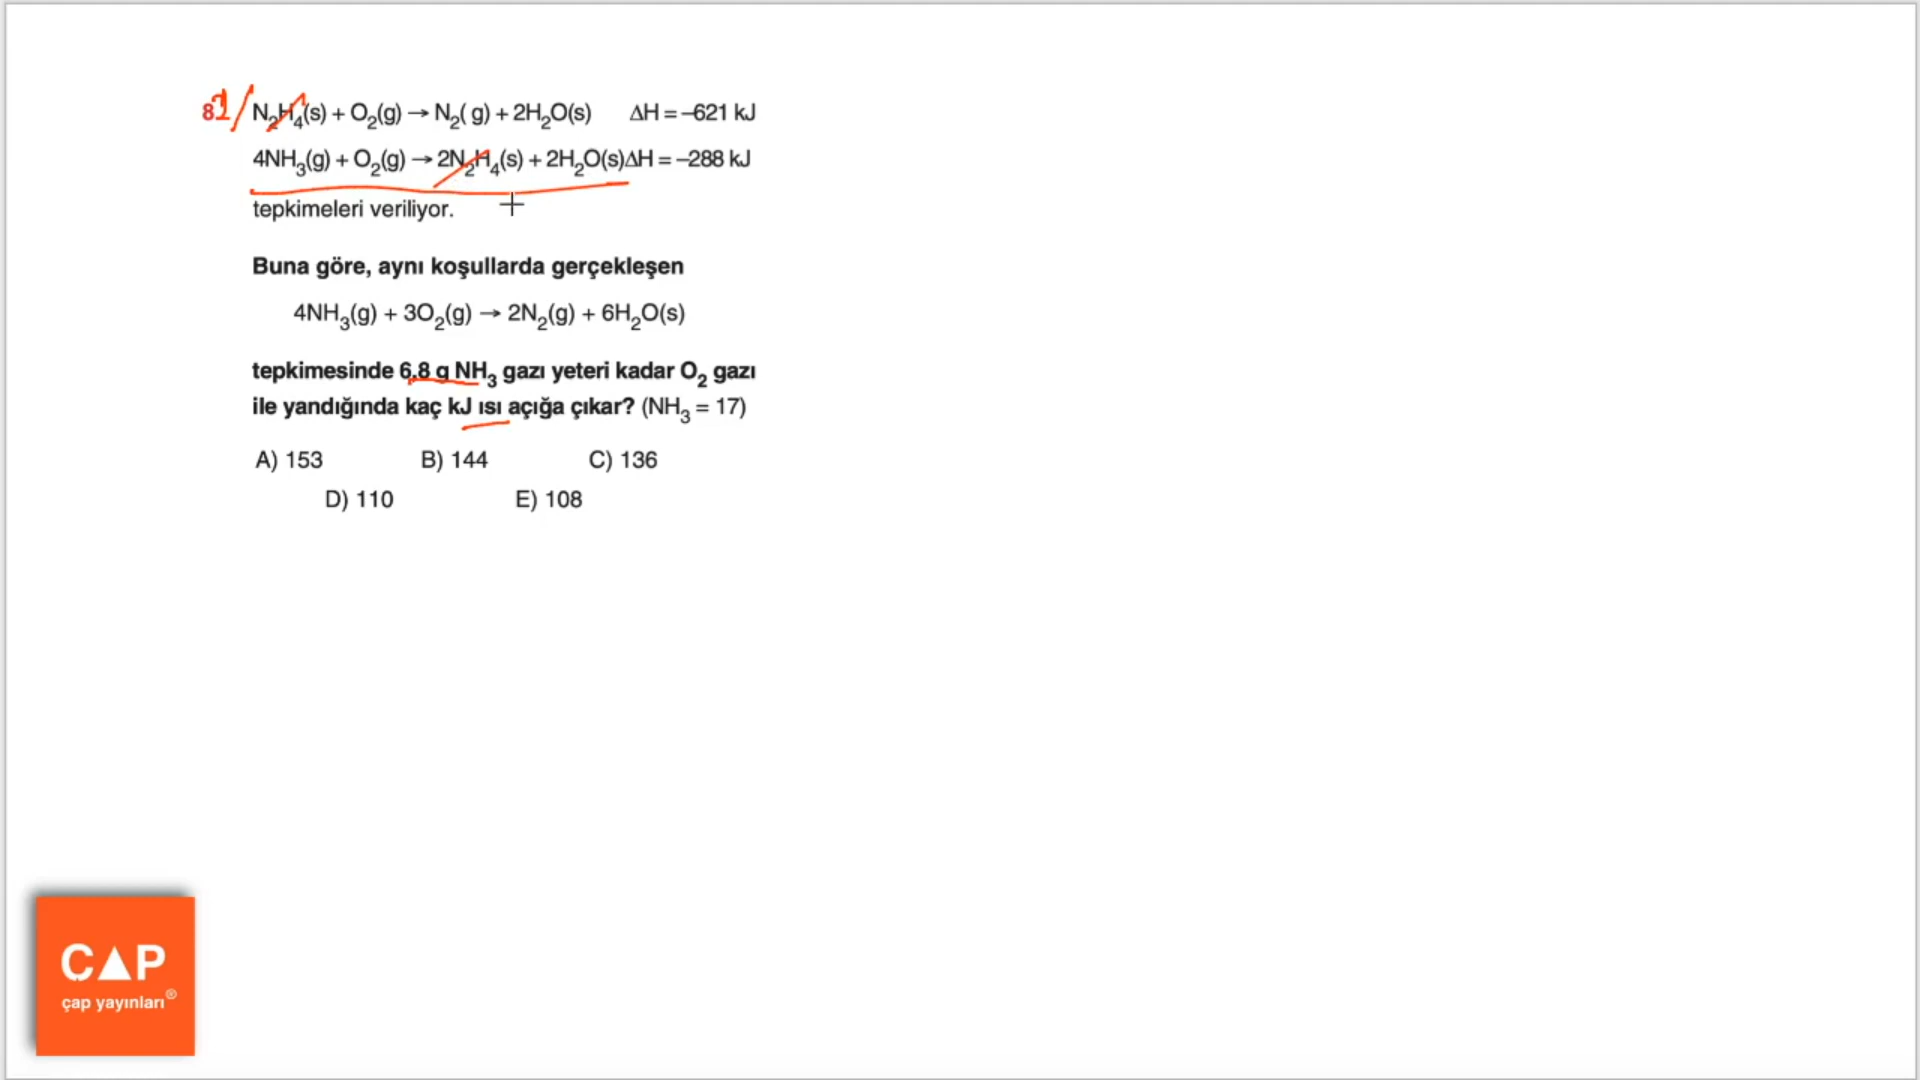 8 2/ N₂H₄(s) + O₂(g) → N₂( g) + 2H₂O(s) ΔH = –621 kJ
4NH₃(g) + O₂(g) → 2N₂H₄(s) + 2H₂O(s)ΔH = –288 kJ
tepkimeleri veriliyor.
Buna göre, aynı koşullarda gerçekleşen
4NH₃(g) + 3O₂(g) → 2N₂(g) + 6H₂O(s)
tepkimesinde 6,8 g NH₃ gazı yeteri kadar O₂ gazı
ile yandığında kaç kJ ısı açığa çıkar? (NH₃ = 17)
A) 153 B) 144 C) 136
D) 110 E) 108
ÇAP
çap yayınları®